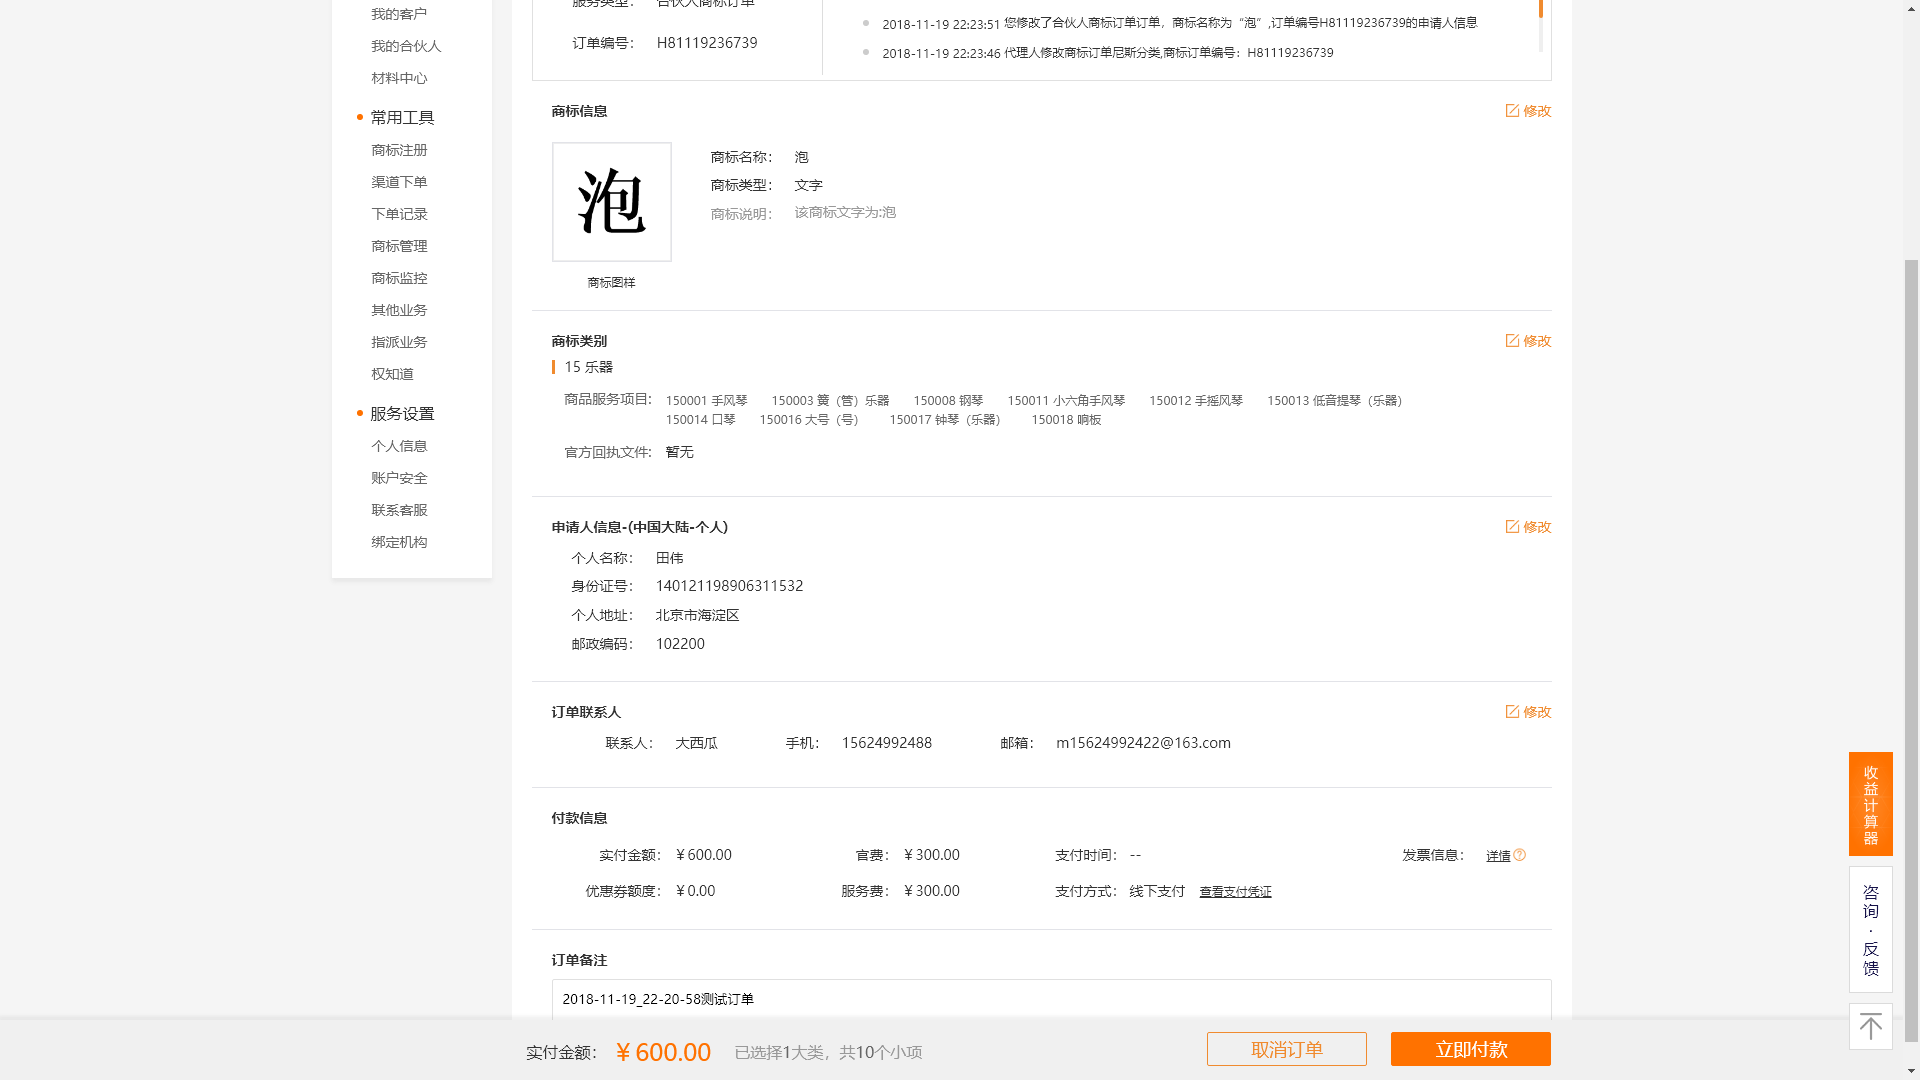 我的客户
我的合伙人
材料中心
常用工具
商标注册
渠道下单
下单记录
商标管理
商标监控
其他业务
指派业务
权知道
服务设置
个人信息
账户安全
联系客服
绑定机构
服务类型： 合伙人商标订单
订单编号： H81119236739
2018-11-19 22:23:51 您修改了合伙人商标订单订单，商标名称为“泡”,订单编号H81119236739的申请人信息
2018-11-19 22:23:46 代理人修改商标订单尼斯分类,商标订单编号：H81119236739
商标信息 修改
泡
商标图样
商标名称： 泡
商标类型： 文字
商标说明： 该商标文字为:泡
商标类别 修改
15 乐器
商品服务项目: 150001 手风琴 150003 簧（管）乐器 150008 钢琴 150011 小六角手风琴 150012 手摇风琴 150013 低音提琴（乐器）
150014 口琴 150016 大号（号） 150017 钟琴（乐器） 150018 响板
官方回执文件: 暂无
申请人信息-(中国大陆-个人) 修改
个人名称： 田伟
身份证号： 140121198906311532
个人地址： 北京市海淀区
邮政编码： 102200
订单联系人 修改
联系人： 大西瓜 手机： 15624992488 邮箱： m15624992422@163.com
付款信息
实付金额： ¥600.00 官费： ¥300.00 支付时间： -- 发票信息： 详情?
优惠券额度： ¥0.00 服务费： ¥300.00 支付方式： 线下支付 查看支付凭证
订单备注
2018-11-19_22-20-58测试订单
实付金额： ¥600.00 已选择1大类，共10个小项 取消订单 立即付款
收益计算器
咨询·反馈